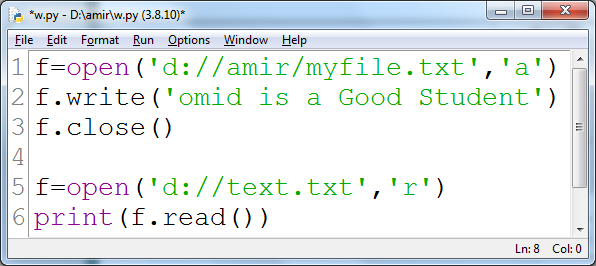 *w.py - D:\amir\w.py (3.8.10)*
File Edit Format Run Options Window Help
1 f=open('d://amir/myfile.txt','a')
2 f.write('omid is a Good Student')
3 f.close()
4
5 f=open('d://text.txt','r')
6 print(f.read())
Ln: 8 Col: 0